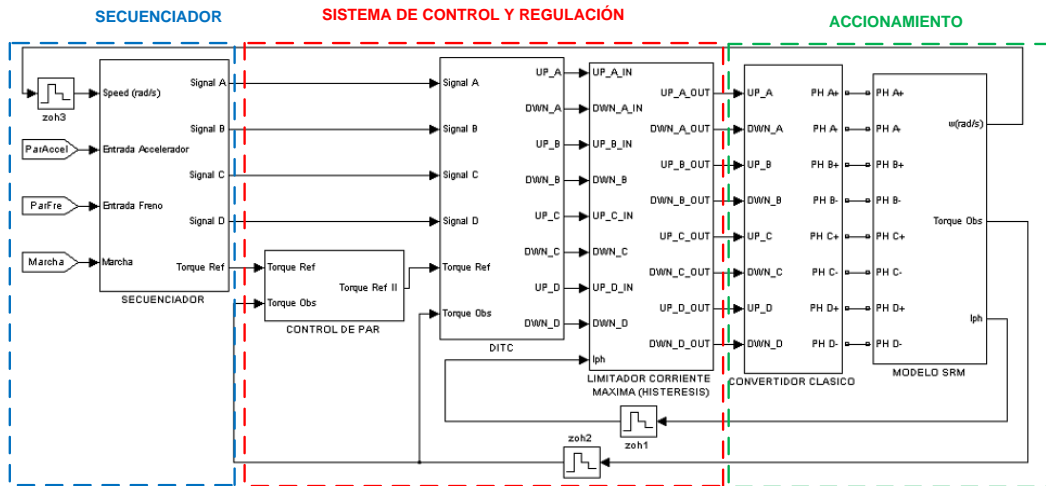 SECUENCIADOR
SISTEMA DE CONTROL Y REGULACIÓN
ACCIONAMIENTO
zoh3
ParAccel
ParFre
Marcha
Speed (rad/s)
Entrada Accelerador
Entrada Freno
Marcha
Signal A
Signal B
Signal C
Signal D
Torque Ref
SECUENCIADOR
Torque Ref
Torque Obs
Torque Ref II
CONTROL DE PAR
Signal A
Signal B
Signal C
Signal D
Torque Ref
Torque Obs
UP_A
DWN_A
UP_B
DWN_B
UP_C
DWN_C
UP_D
DWN_D
DITC
UP_A_IN
DWN_A_IN
UP_B_IN
DWN_B
UP_C_IN
DWN_C
UP_D_IN
DWN_D
Iph
UP_A_OUT
DWN_A_OUT
UP_B_OUT
DWN_B_OUT
UP_C_OUT
DWN_C_OUT
UP_D_OUT
DWN_D_OUT
LIMITADOR CORRIENTE
MAXIMA (HISTERESIS)
UP_A
DWN_A
UP_B
DWN_B
UP_C
DWN_C
UP_D
DWN_D
PH A+
PH A-
PH B+
PH B-
PH C+
PH C-
PH D+
PH D-
CONVERTIDOR CLASICO
PH A+
PH A-
PH B+
PH B-
PH C+
PH C-
PH D+
PH D-
w(rad/s)
Torque Obs
Iph
MODELO SRM
zoh1
zoh2